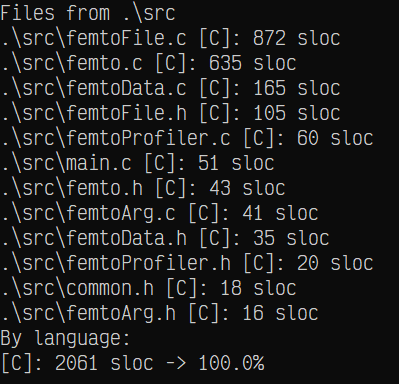 Files from .\src
.\src\femtoFile.c [C]: 872 sloc
.\src\femto.c [C]: 635 sloc
.\src\femtoData.c [C]: 165 sloc
.\src\femtoFile.h [C]: 105 sloc
.\src\femtoProfiler.c [C]: 60 sloc
.\src\main.c [C]: 51 sloc
.\src\femto.h [C]: 43 sloc
.\src\femtoArg.c [C]: 41 sloc
.\src\femtoData.h [C]: 35 sloc
.\src\femtoProfiler.h [C]: 20 sloc
.\src\common.h [C]: 18 sloc
.\src\femtoArg.h [C]: 16 sloc
By language:
[C]: 2061 sloc -> 100.0%